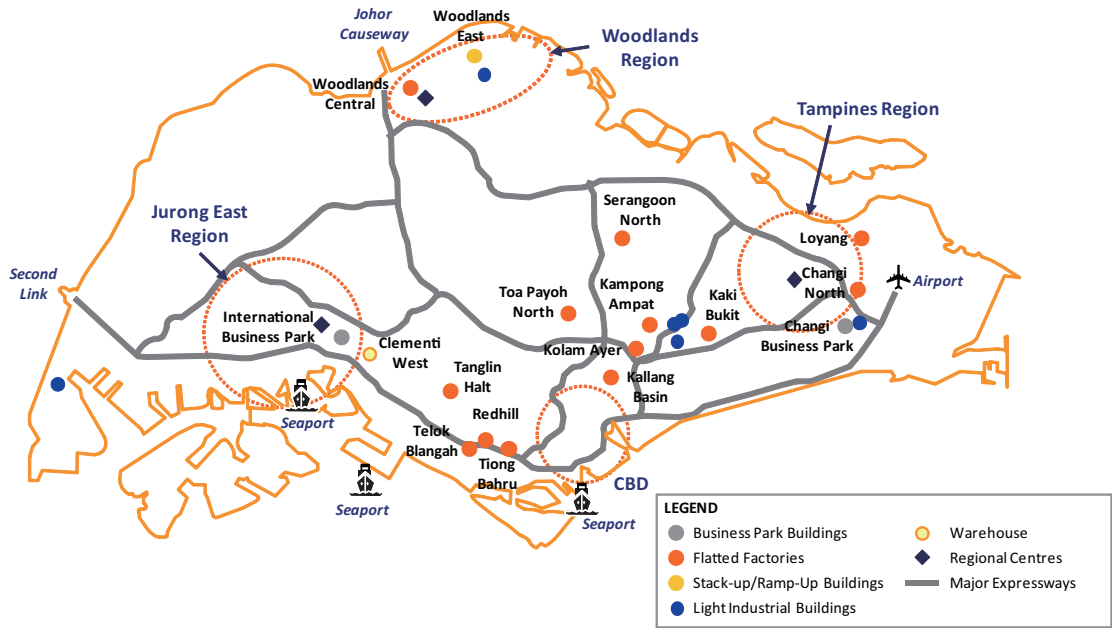 Johor
Causeway
Woodlands
East
Woodlands
Region
Woodlands
Central
Tampines Region
Jurong East
Region
Serangoon
North
Loyang
Second
Link
Changi
North
Airport
Toa Payoh
North
Kampong
Ampat
Kaki
Bukit
International
Business Park
Changi
Business Park
Clementi
West
Kolam Ayer
Tanglin
Halt
Kallang
Basin
Redhill
Seaport
Telok
Blangah
Tiong
Bahru
CBD
Seaport
Seaport
LEGEND
Business Park Buildings
Flatted Factories
Stack-up/Ramp-Up Buildings
Light Industrial Buildings
Warehouse
Regional Centres
Major Expressways